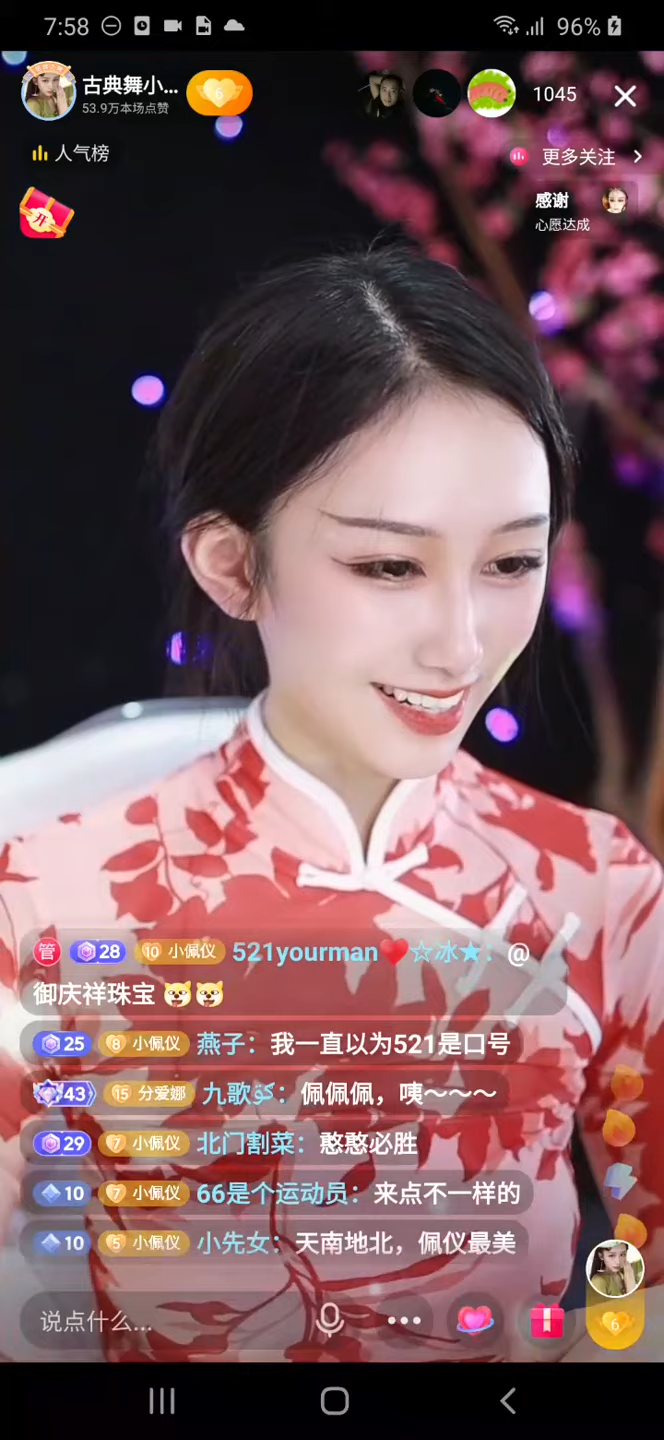 7:58
96%
古典舞小...
53.9万本场点赞
6
1045
人气榜
更多关注
开
感谢
心愿达成
管 28 10 小佩仪 521yourman❤️☆冰★：@
御庆祥珠宝
25 8 小佩仪 燕子：我一直以为521是口号
43 15 分爱娜 九歌：佩佩佩，咦～～～
29 7 小佩仪 北门割菜：憨憨必胜
10 7 小佩仪 66是个运动员：来点不一样的
10 5 小佩仪 小先女：天南地北，佩仪最美
说点什么...
6